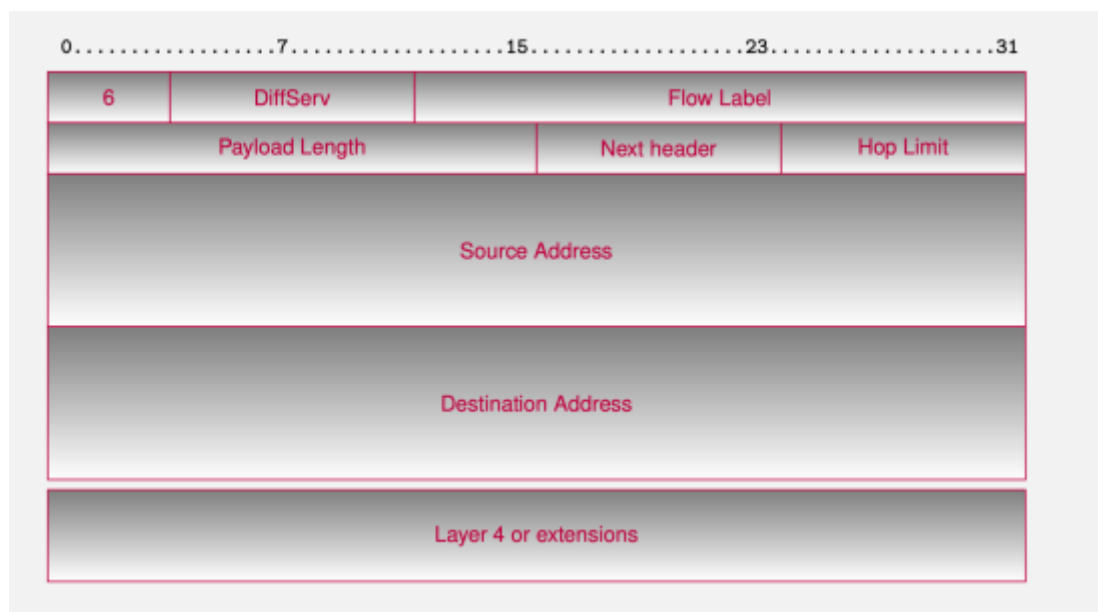 0..................7....................15..................23...................31
6 DiffServ Flow Label
Payload Length Next header Hop Limit
Source Address
Destination Address
Layer 4 or extensions